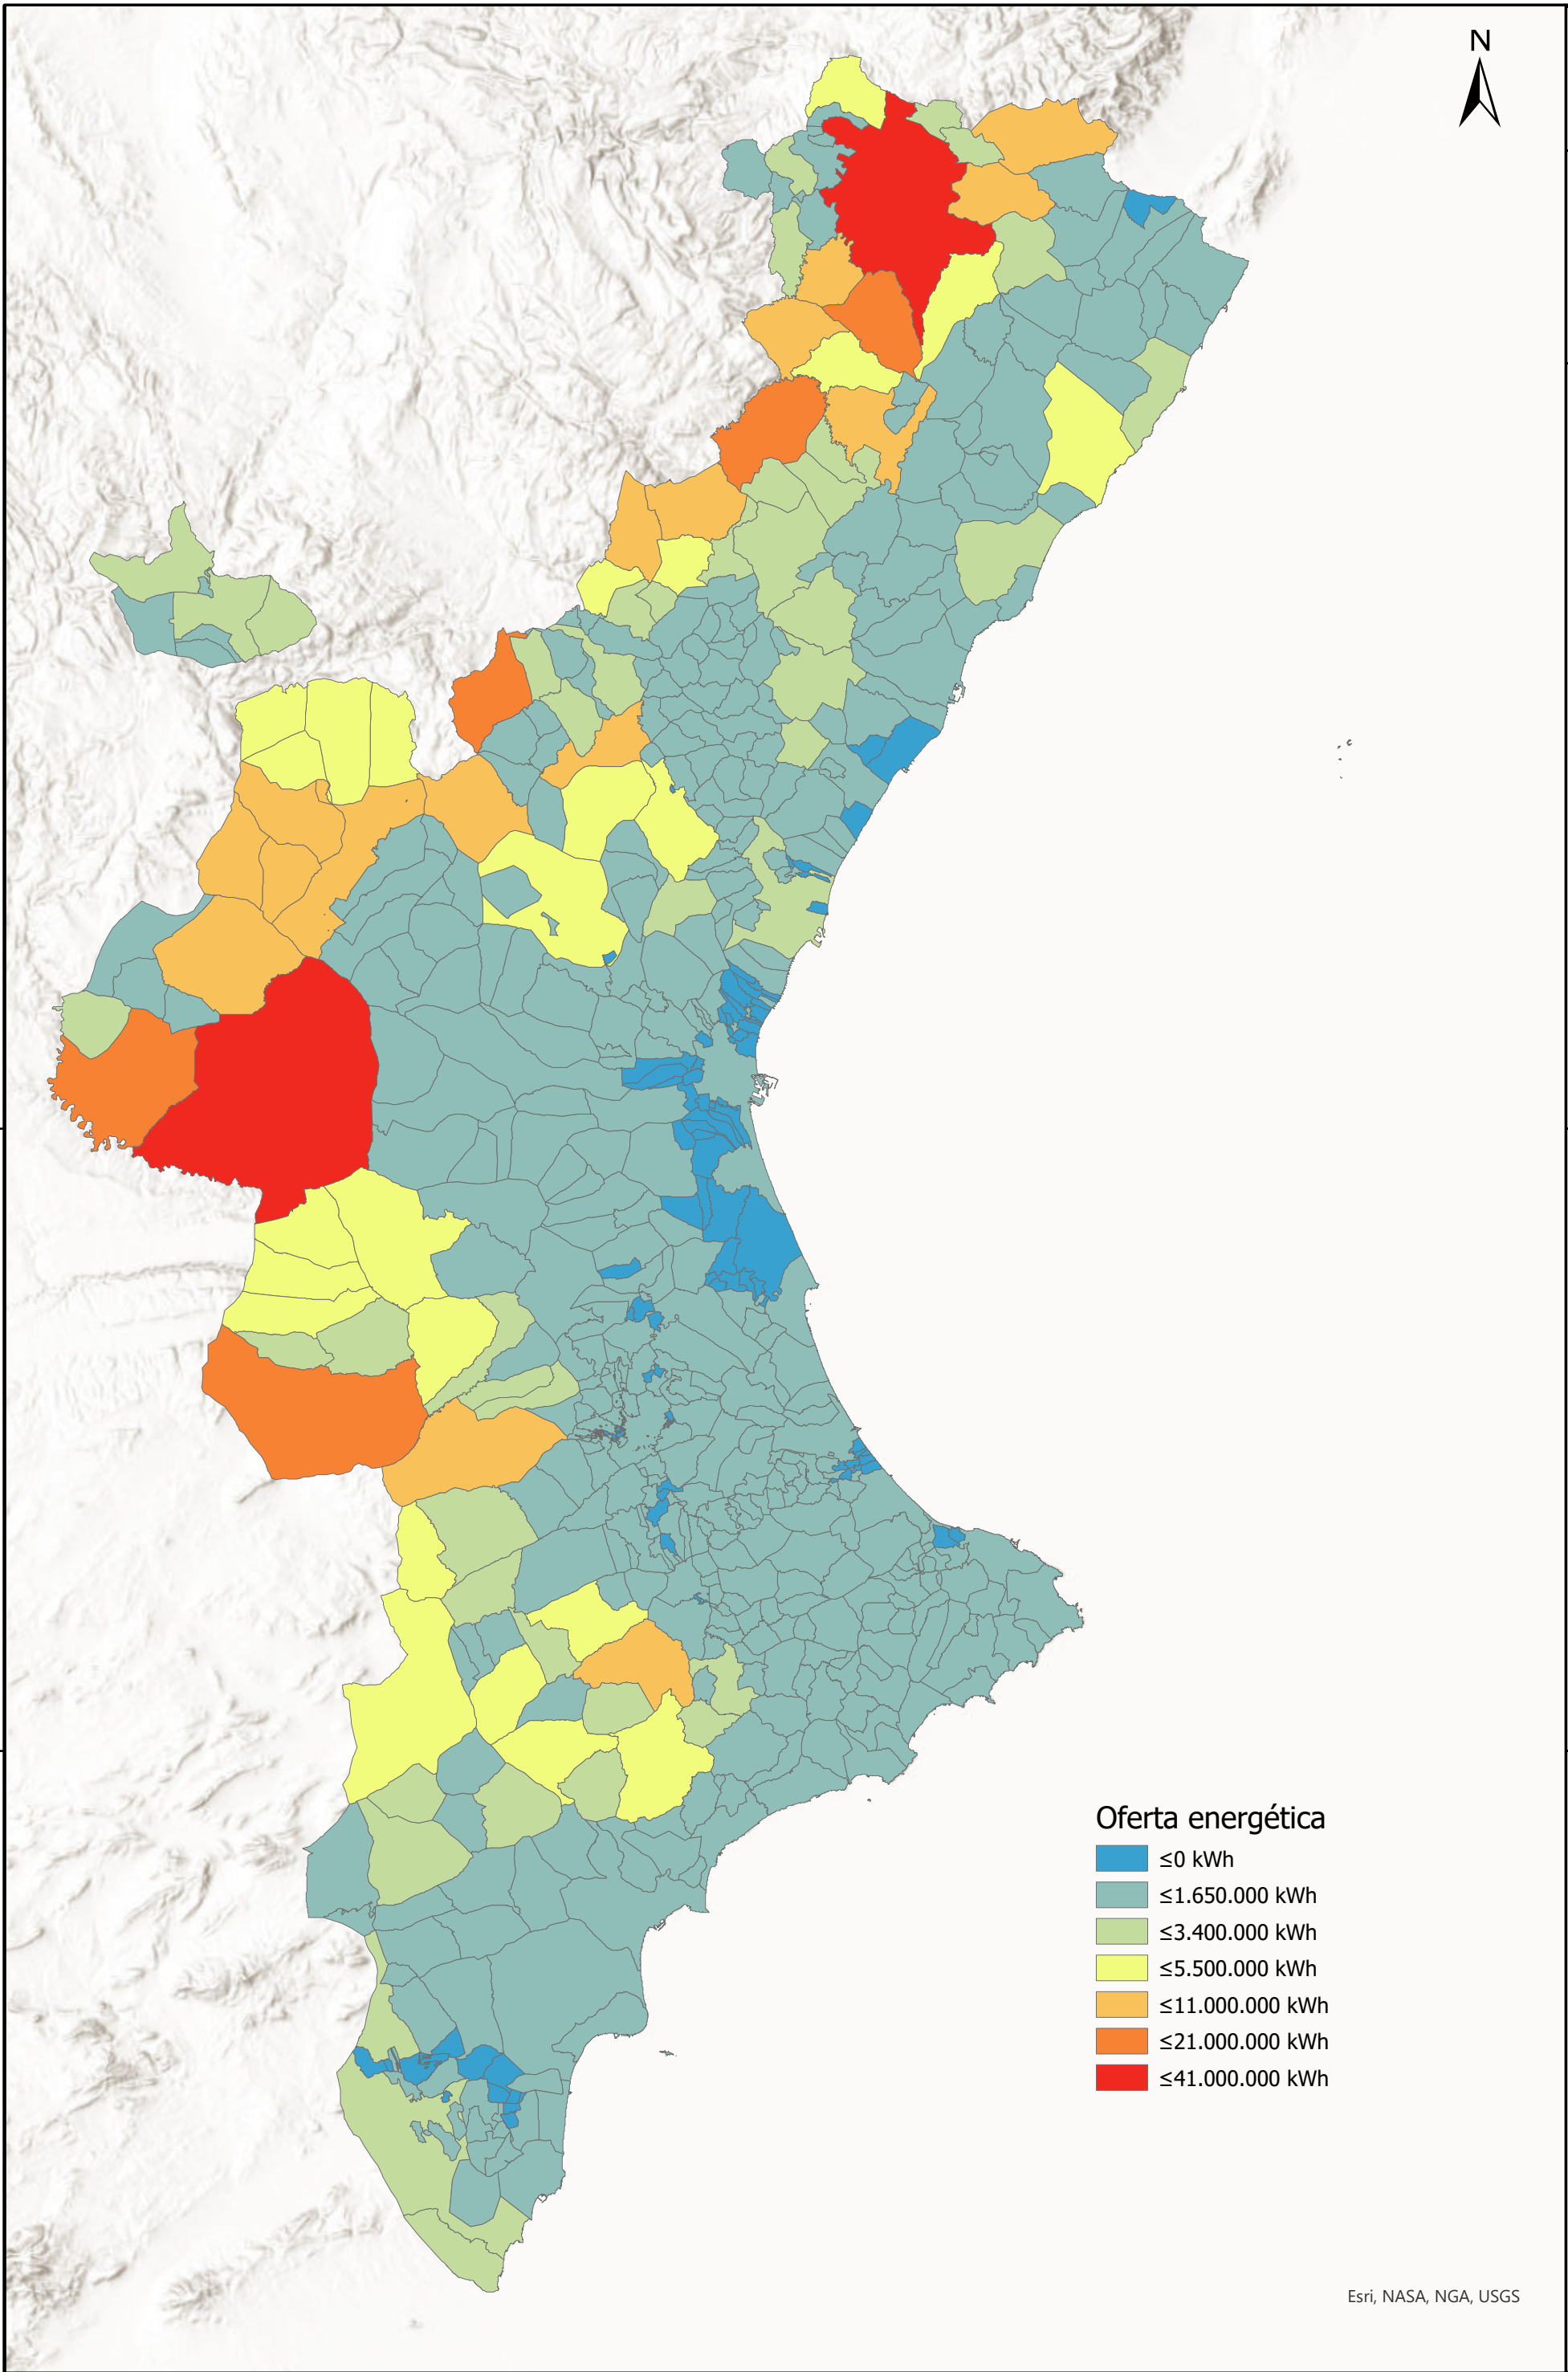 N
Oferta energética
≤0 kWh
≤1.650.000 kWh
≤3.400.000 kWh
≤5.500.000 kWh
≤11.000.000 kWh
≤21.000.000 kWh
≤41.000.000 kWh
Esri, NASA, NGA, USGS